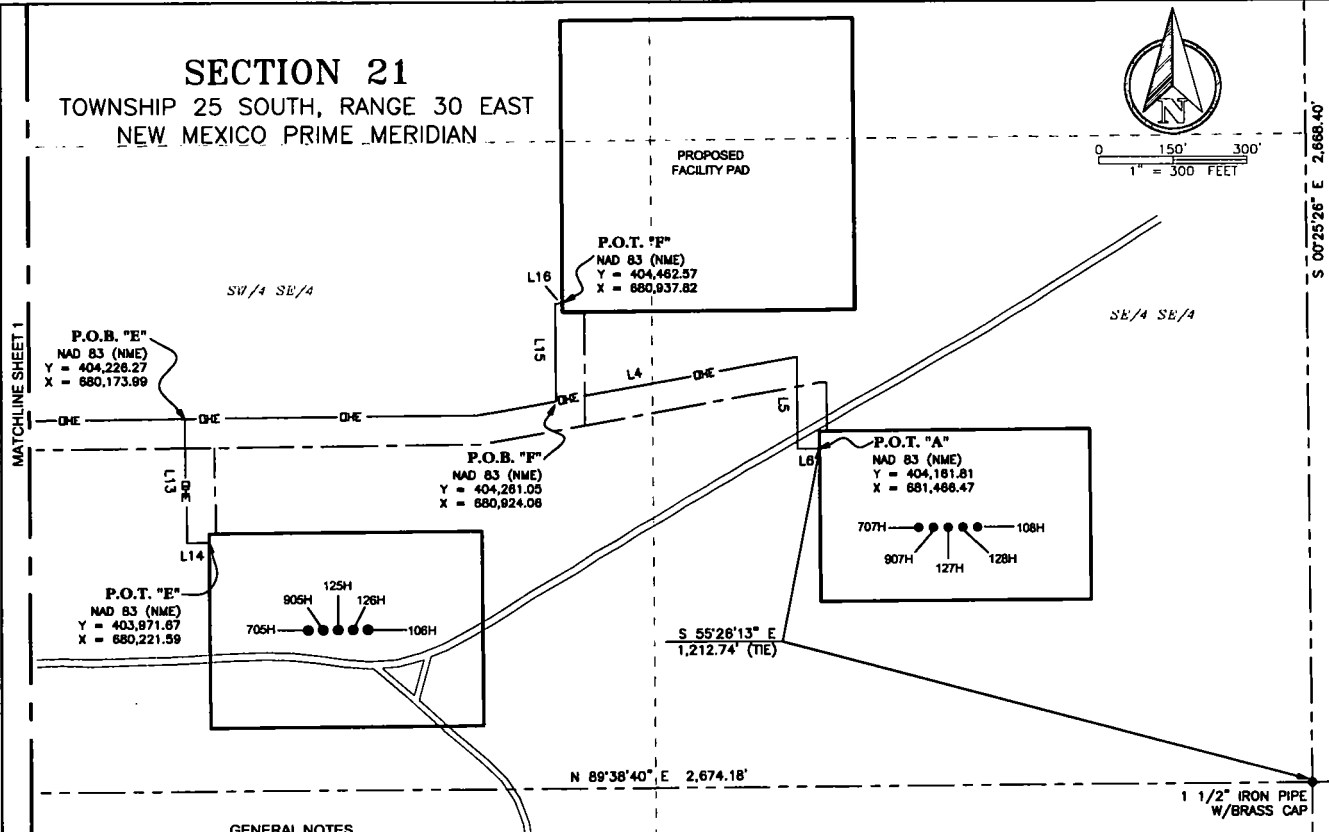 SECTION 21
TOWNSHIP 25 SOUTH, RANGE 30 EAST
NEW MEXICO PRIME MERIDIAN
N
0 150' 300'
1" = 300 FEET
S 00°25'26" E 2,668.40'
PROPOSED
FACILITY PAD
P.O.T. "F"
NAD 83 (NME)
Y = 404,462.57
X = 680,937.82
L16
SW/4 SE/4
SE/4 SE/4
MATCHLINE SHEET 1
P.O.B. "E"
NAD 83 (NME)
Y = 404,226.27
X = 680,173.99
L15
L4
OHE
OHE
OHE
OHE
OHE
OHE
L5
P.O.B. "F"
NAD 83 (NME)
Y = 404,261.05
X = 680,924.06
L6
P.O.T. "A"
NAD 83 (NME)
Y = 404,161.81
X = 681,466.47
L13
OHE
L14
707H
108H
907H
127H
128H
P.O.T. "E"
NAD 83 (NME)
Y = 403,971.67
X = 680,221.59
125H
905H
126H
705H
106H
S 55°26'13" E
1,212.74' (TIE)
N 89°38'40" E 2,674.18'
1 1/2" IRON PIPE
W/BRASS CAP
GENERAL NOTES